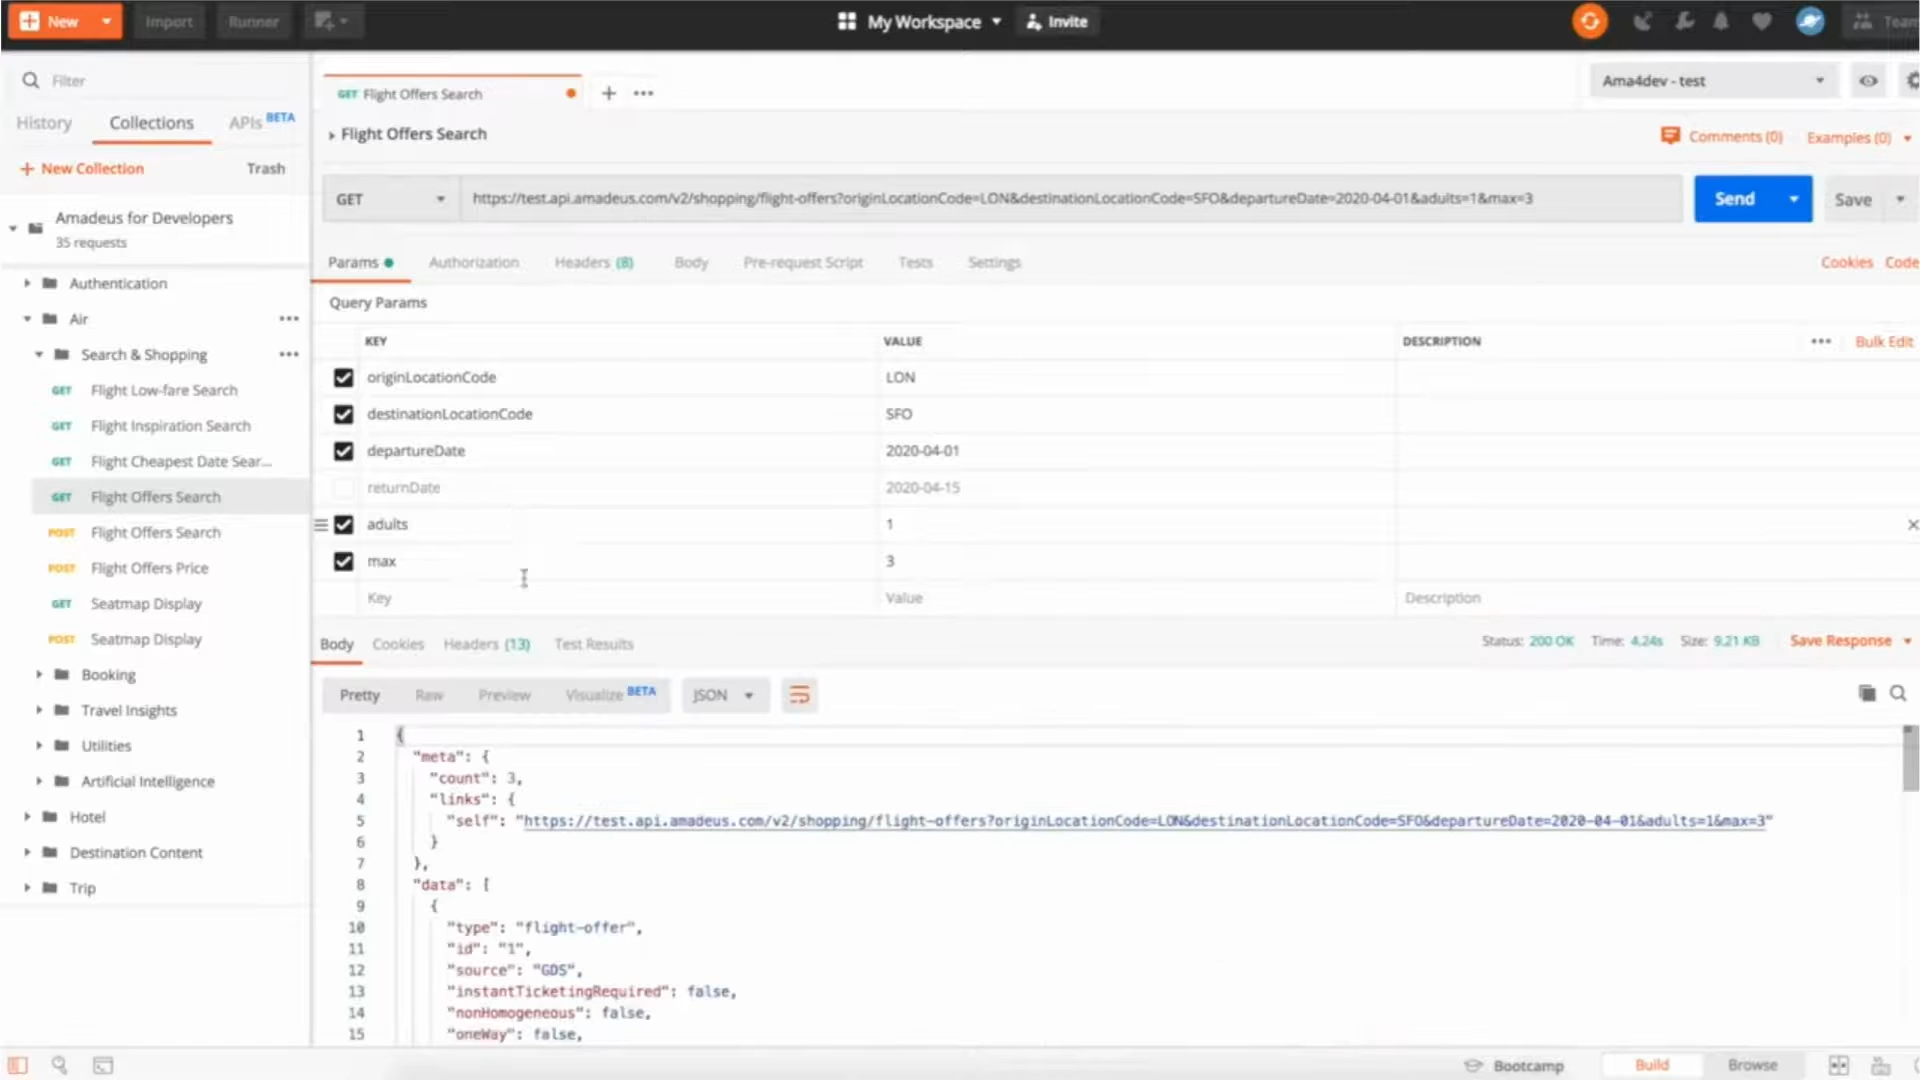 New
Import
Runner
My Workspace
Invite
Team
Filter
History
Collections
APIs BETA
+ New Collection
Trash
Amadeus for Developers
35 requests
Authentication
Air
Search & Shopping
GET Flight Low-fare Search
GET Flight Inspiration Search
GET Flight Cheapest Date Sear...
GET Flight Offers Search
POST Flight Offers Search
POST Flight Offers Price
GET Seatmap Display
POST Seatmap Display
Booking
Travel Insights
Utilities
Artificial Intelligence
Hotel
Destination Content
Trip
GET Flight Offers Search
Ama4dev - test
Flight Offers Search
Comments (0)
Examples (0)
GET
https://test.api.amadeus.com/v2/shopping/flight-offers?originLocationCode=LON&destinationLocationCode=SFO&departureDate=2020-04-01&adults=1&max=3
Send
Save
Params
Authorization
Headers (8)
Body
Pre-request Script
Tests
Settings
Cookies
Code
Query Params
KEY VALUE DESCRIPTION
Bulk Edit
originLocationCode LON
destinationLocationCode SFO
departureDate 2020-04-01
returnDate 2020-04-15
adults 1
max 3
Key Value Description
Body
Cookies
Headers (13)
Test Results
Status: 200 OK
Time: 4.24s
Size: 9.21 KB
Save Response
Pretty
Raw
Preview
Visualize BETA
JSON
1 {
2 "meta": {
3 "count": 3,
4 "links": {
5 "self": "https://test.api.amadeus.com/v2/shopping/flight-offers?originLocationCode=LON&destinationLocationCode=SFO&departureDate=2020-04-01&adults=1&max=3"
6 }
7 },
8 "data": [
9 {
10 "type": "flight-offer",
11 "id": "1",
12 "source": "GDS",
13 "instantTicketingRequired": false,
14 "nonHomogeneous": false,
15 "oneWay": false,
Bootcamp
Build
Browse